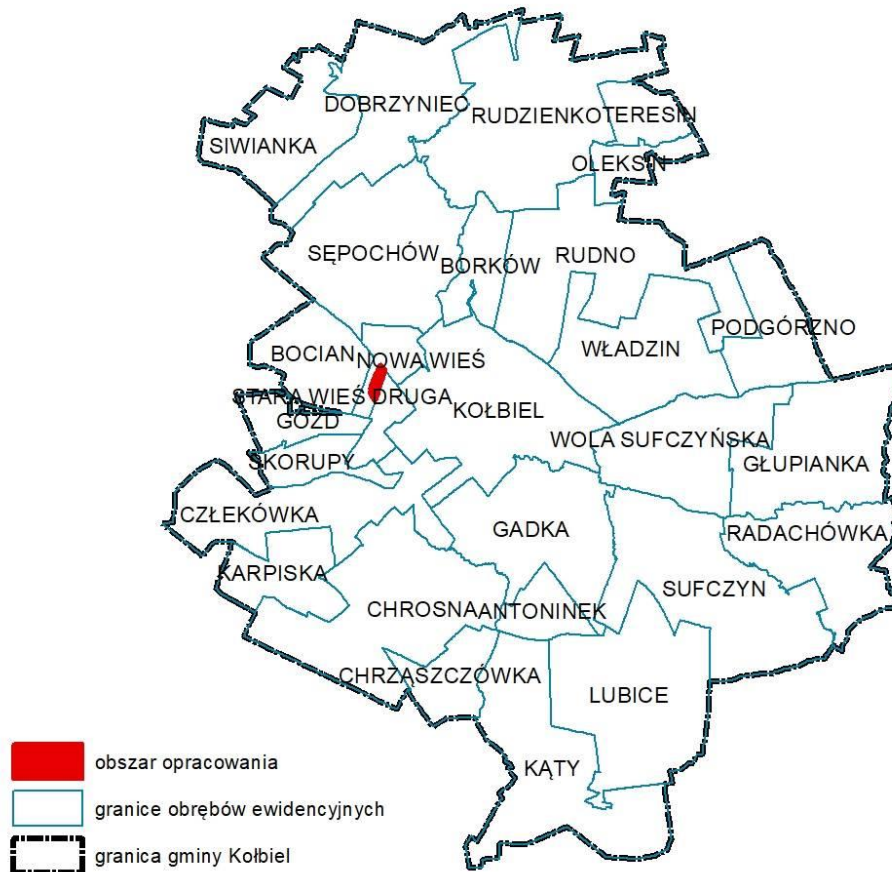 DOBRZYNIEC
RUDZIENKO
TERESIN
SIWIANKA
OLEKSIN
SĘPOCHÓW
BORKÓW
RUDNO
PODGÓRZNO
BOCIAN
NOWA WIEŚ
WŁADZIN
STARA WIEŚ DRUGA
GÓZD
KOŁBIEL
WOLA SUFCZYŃSKA
SKORUPY
GŁUPIANKA
CZŁEKÓWKA
GADKA
RADACHÓWKA
KARPISKA
SUFCZYN
CHROSNA
ANTONINEK
CHRZĄSZCZÓWKA
LUBICE
KĄTY
obszar opracowania
granice obrębów ewidencyjnych
granica gminy Kołbiel